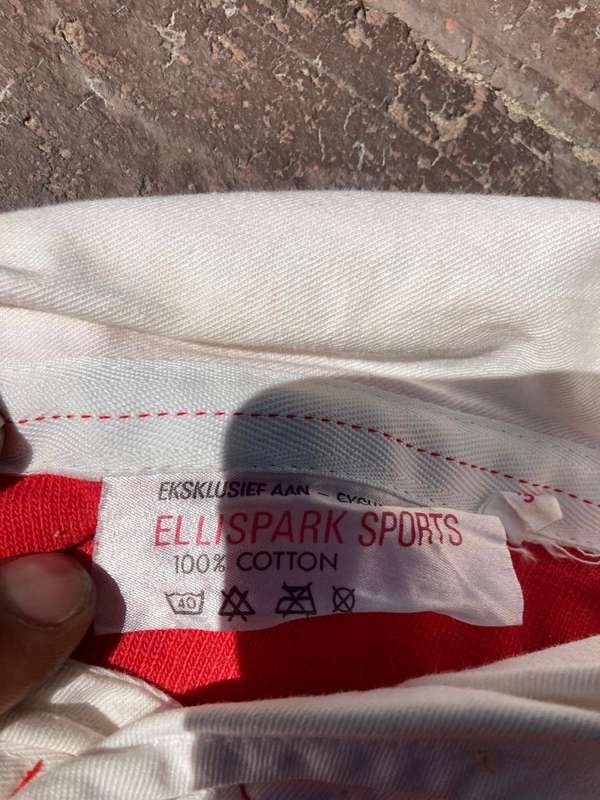 EKSKLUSIEF AAN -
ELLISPARK SPORTS
100% COTTON
40